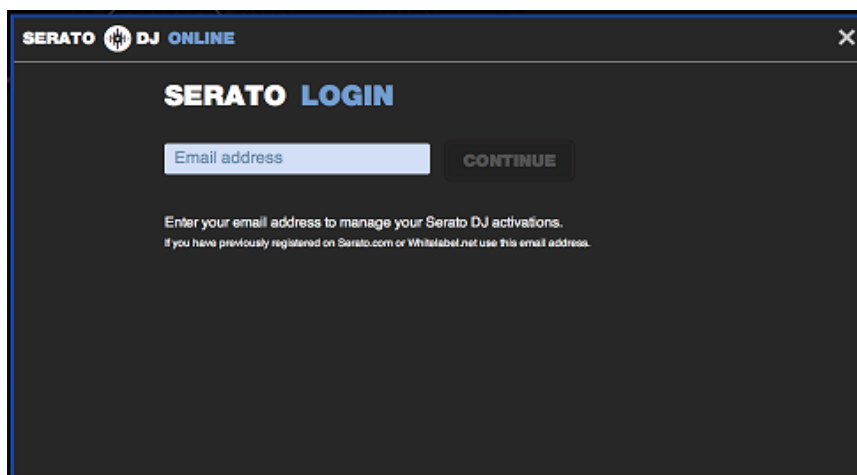 SERATO DJ ONLINE
SERATO LOGIN
Email address
CONTINUE
Enter your email address to manage your Serato DJ activations.
If you have previously registered on Serato.com or Whitelabel.net use this email address.